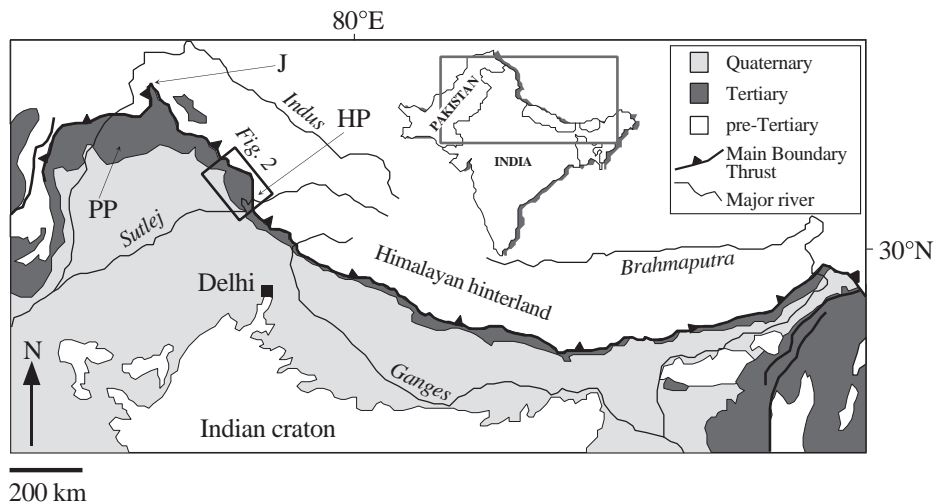 80°E
J
Indus
HP
Fig. 2
PP
Sutlej
Delhi
Himalayan hinterland
Brahmaputra
30°N
Ganges
N
Indian craton
200 km
PAKISTAN
INDIA
Quaternary
Tertiary
pre-Tertiary
Main Boundary
Thrust
Major river